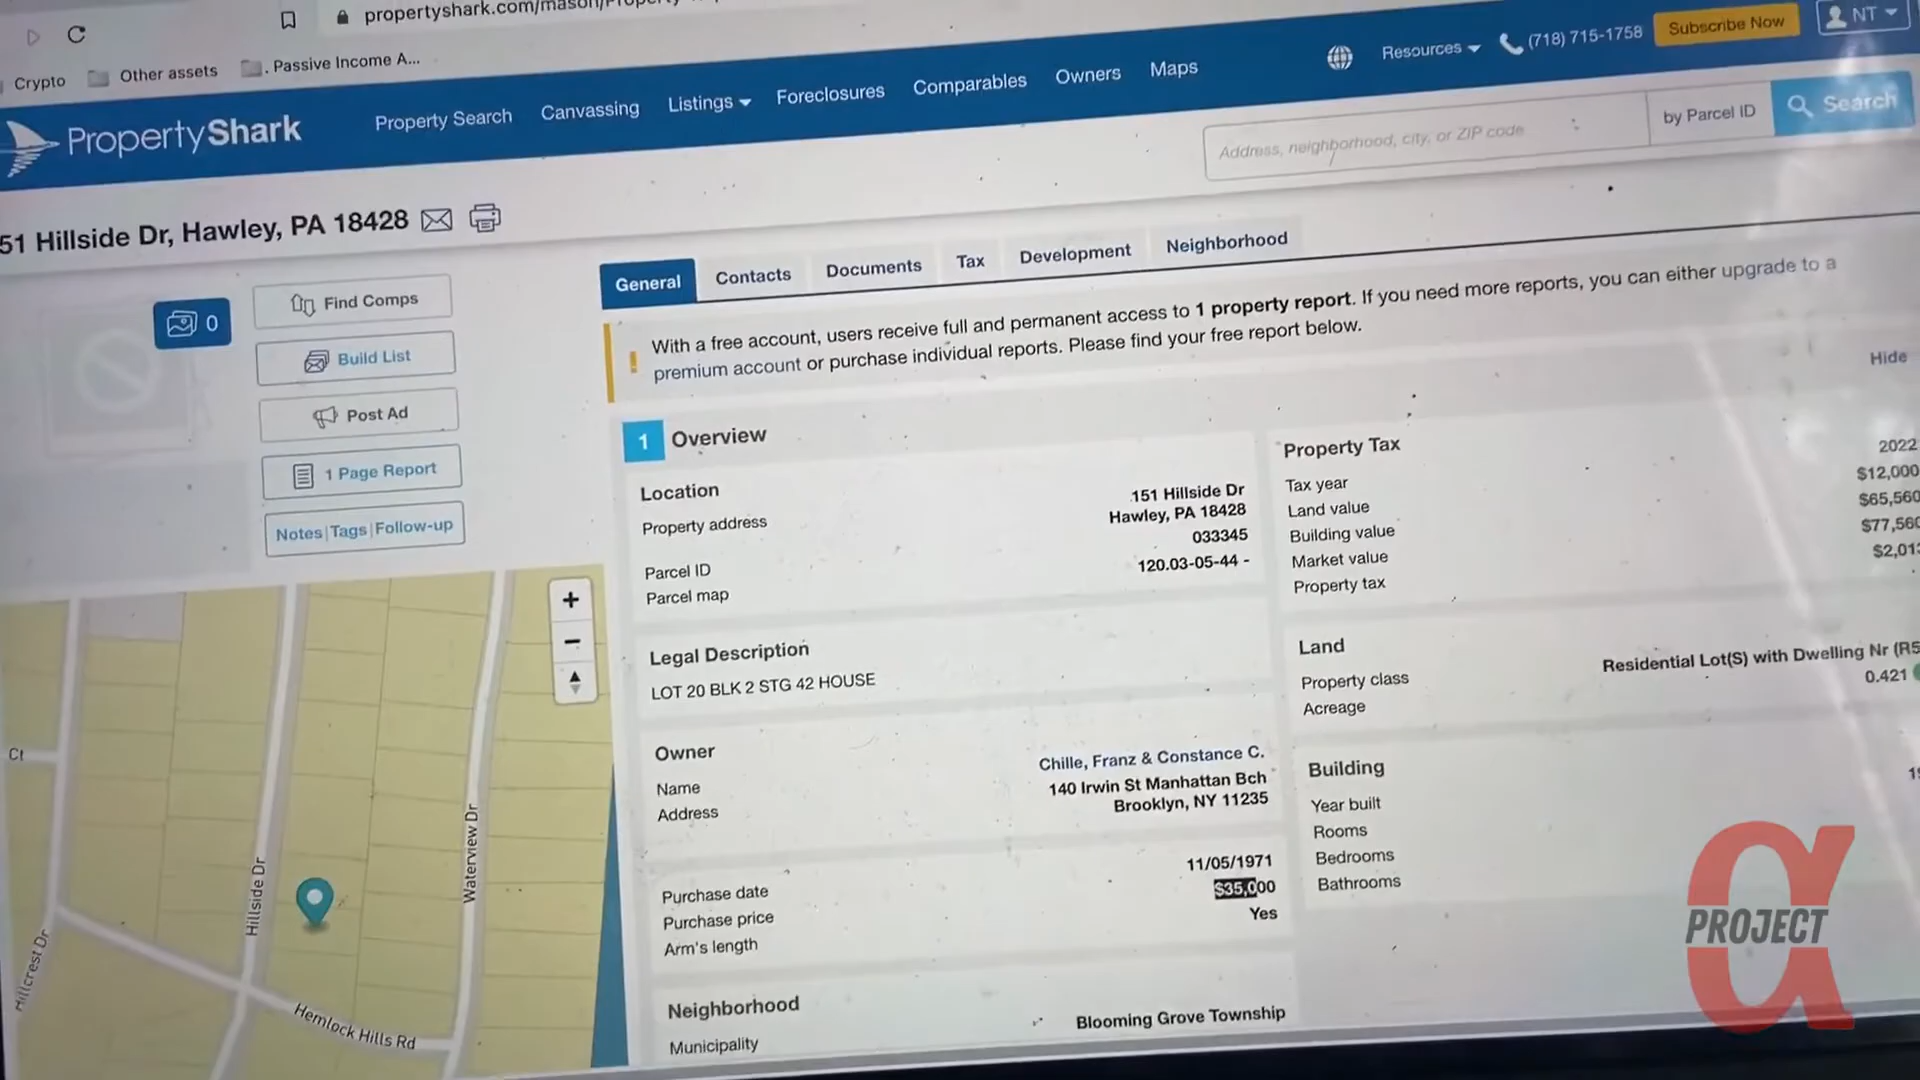 propertyshark.com/mason/Property
Crypto
Other assets
. Passive Income A...
PropertyShark
Property Search
Canvassing
Listings
Foreclosures
Comparables
Owners
Maps
Resources
(718) 715-1758
Subscribe Now
NT
Address, neighborhood, city, or ZIP code
by Parcel ID
Search
51 Hillside Dr, Hawley, PA 18428
0
Find Comps
Build List
Post Ad
1 Page Report
Notes|Tags|Follow-up
General
Contacts
Documents
Tax
Development
Neighborhood
With a free account, users receive full and permanent access to 1 property report. If you need more reports, you can either upgrade to a
premium account or purchase individual reports. Please find your free report below.
Hide
1 Overview
Location
Property address
151 Hillside Dr
Hawley, PA 18428
Parcel ID
033345
Parcel map
120.03-05-44 -
Legal Description
LOT 20 BLK 2 STG 42 HOUSE
Owner
Name
Chille, Franz & Constance C.
Address
140 Irwin St Manhattan Bch
Brooklyn, NY 11235
Purchase date
11/05/1971
Purchase price
$35,000
Arm's length
Yes
Neighborhood
Municipality
Blooming Grove Township
Property Tax
Tax year
2022
Land value
$12,000
Building value
$65,560
Market value
$77,560
Property tax
$2,013
Land
Property class
Residential Lot(S) with Dwelling Nr (R5
Acreage
0.421
Building
Year built
Rooms
Bedrooms
Bathrooms
Ct
Hillcrest Dr
Hillside Dr
Waterview Dr
Hemlock Hills Rd
PROJECT
α